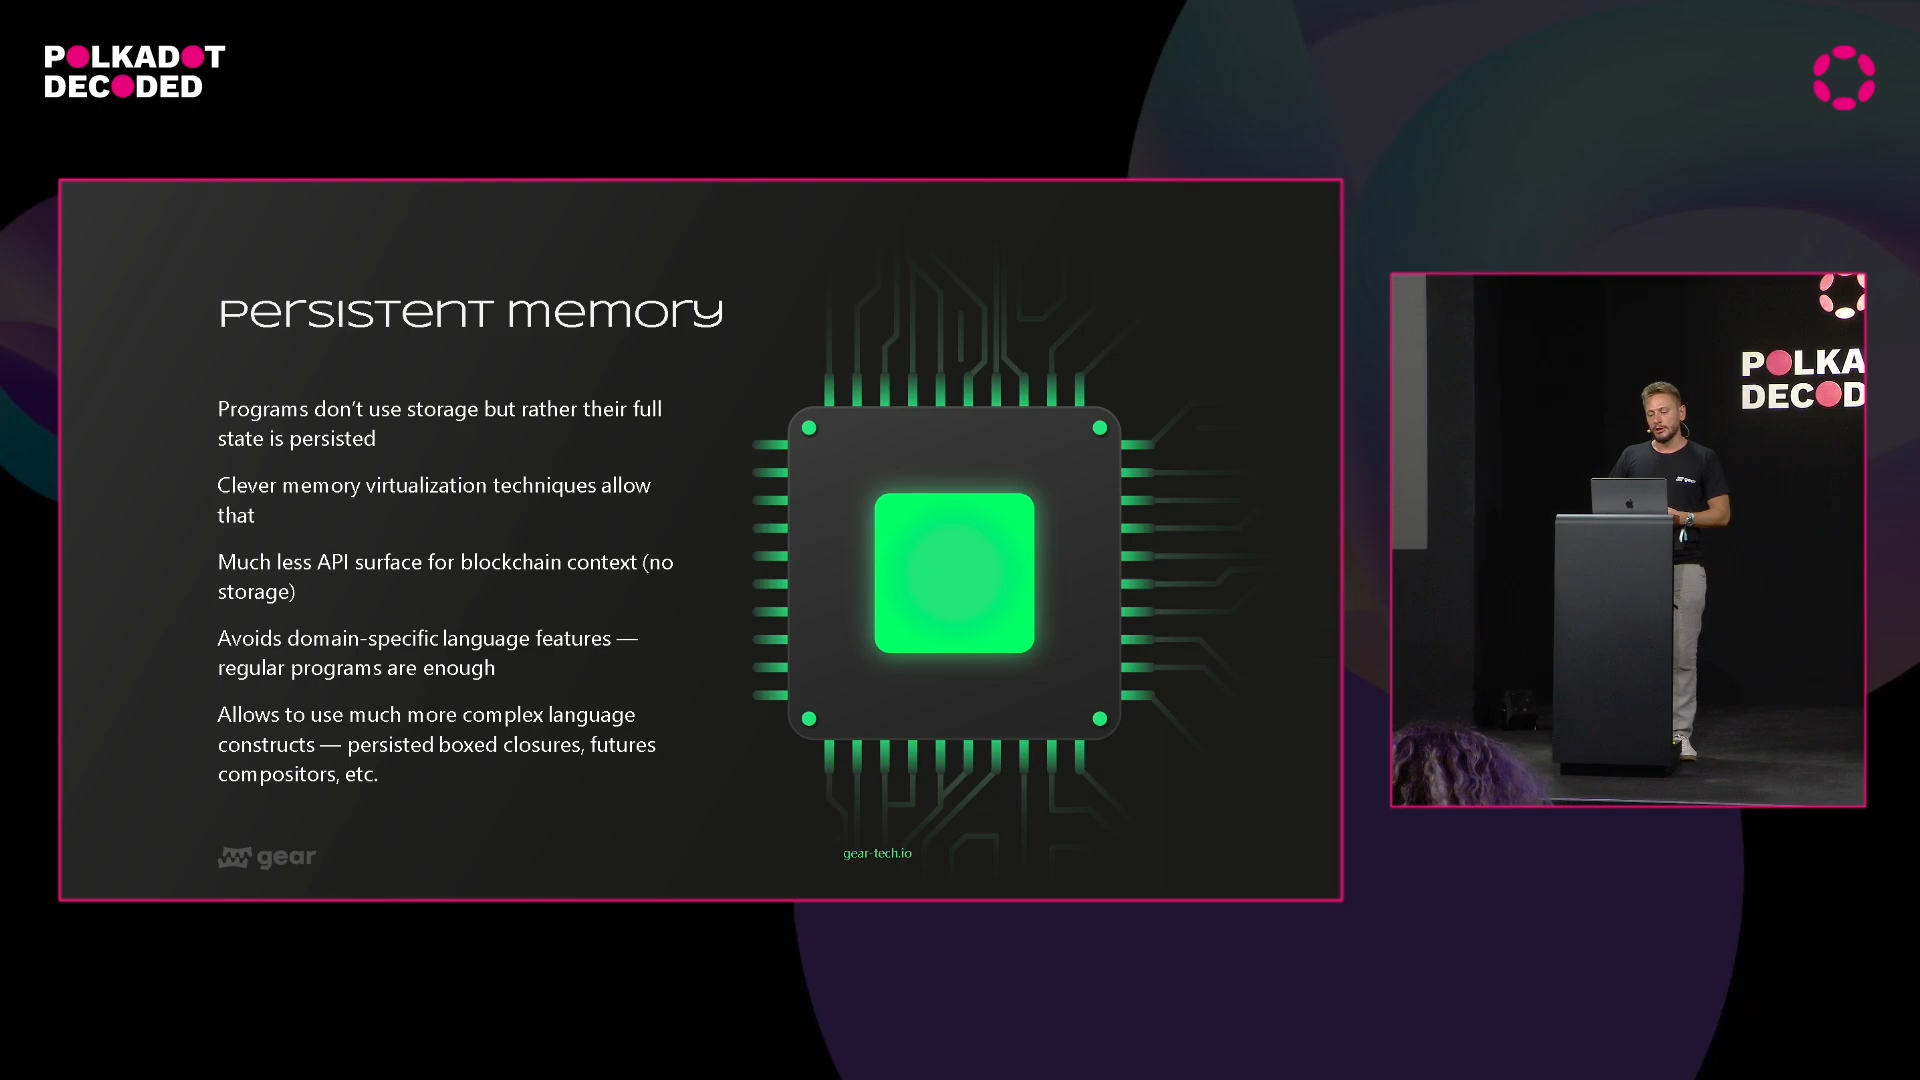 POLKADOT
DECODED
Persistent memory
Programs don’t use storage but rather their full
state is persisted
Clever memory virtualization techniques allow
that
Much less API surface for blockchain context (no
storage)
Avoids domain-specific language features —
regular programs are enough
Allows to use much more complex language
constructs — persisted boxed closures, futures
compositors, etc.
gear
gear-tech.io
POLKA
DECOD
gear